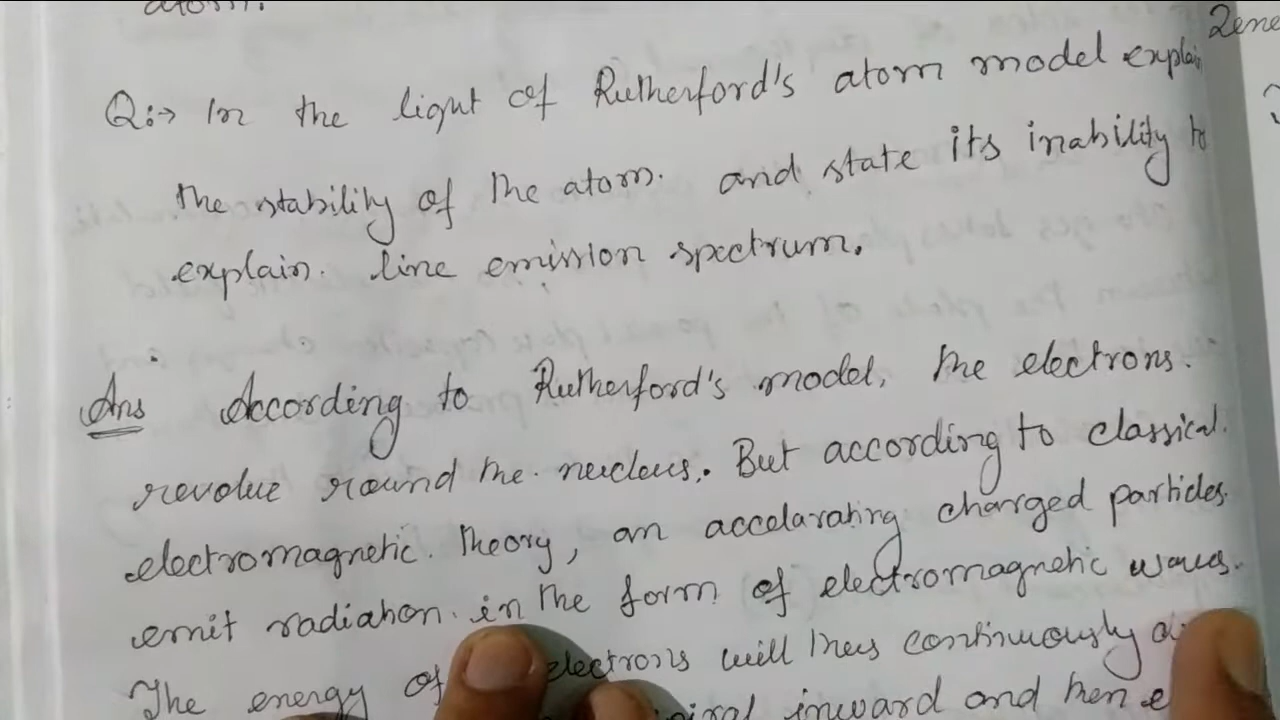 atom.
Q:→ In the light of Rutherford's atom model explain
the stability of the atom. and state its inability to
explain. line emission spectrum.
Ans According to Rutherford's model, the electrons.
revolve round the nucleus. But according to classical.
electromagnetic. theory, an accelarating charged particles
emit radiation. in the form of electromagnetic waves.
The energy of electrons will thus continuously
inward and then